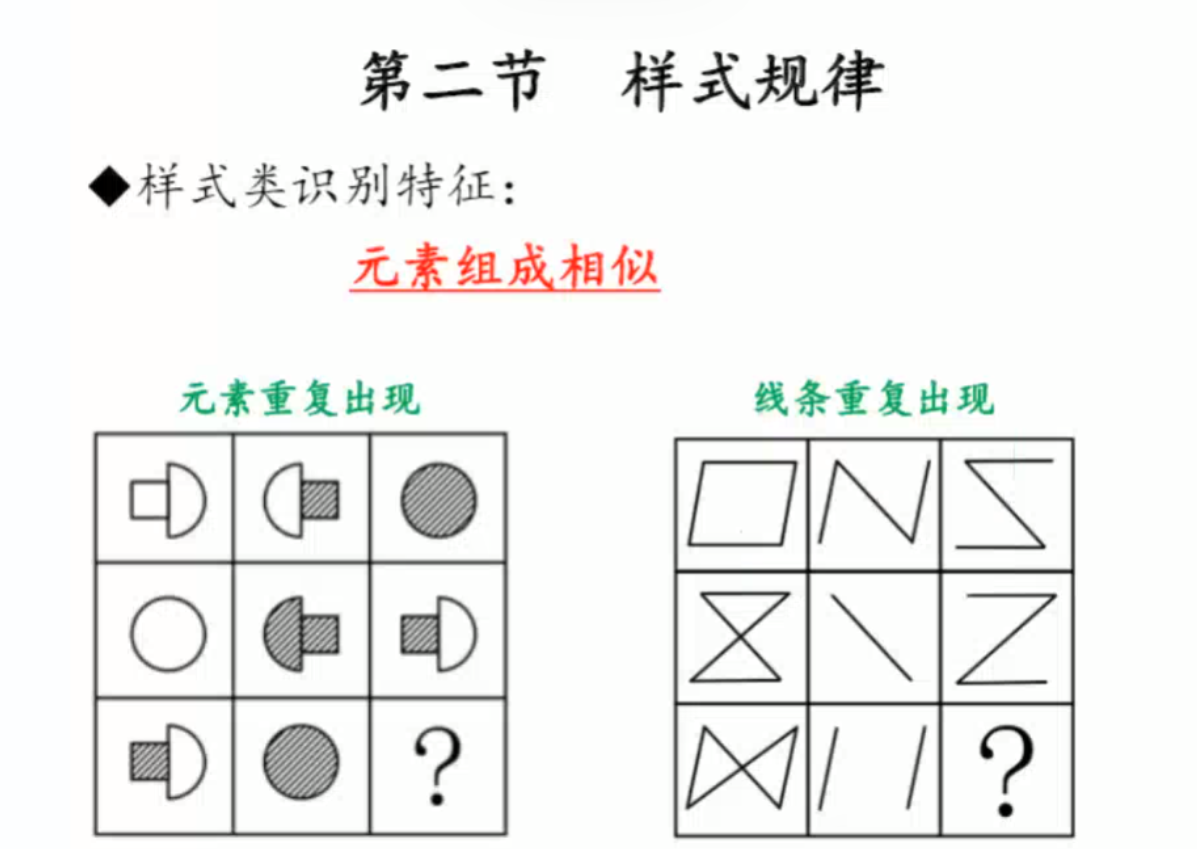 第二节 样式规律
◆样式类识别特征：
元素组成相似
元素重复出现 线条重复出现
? ?